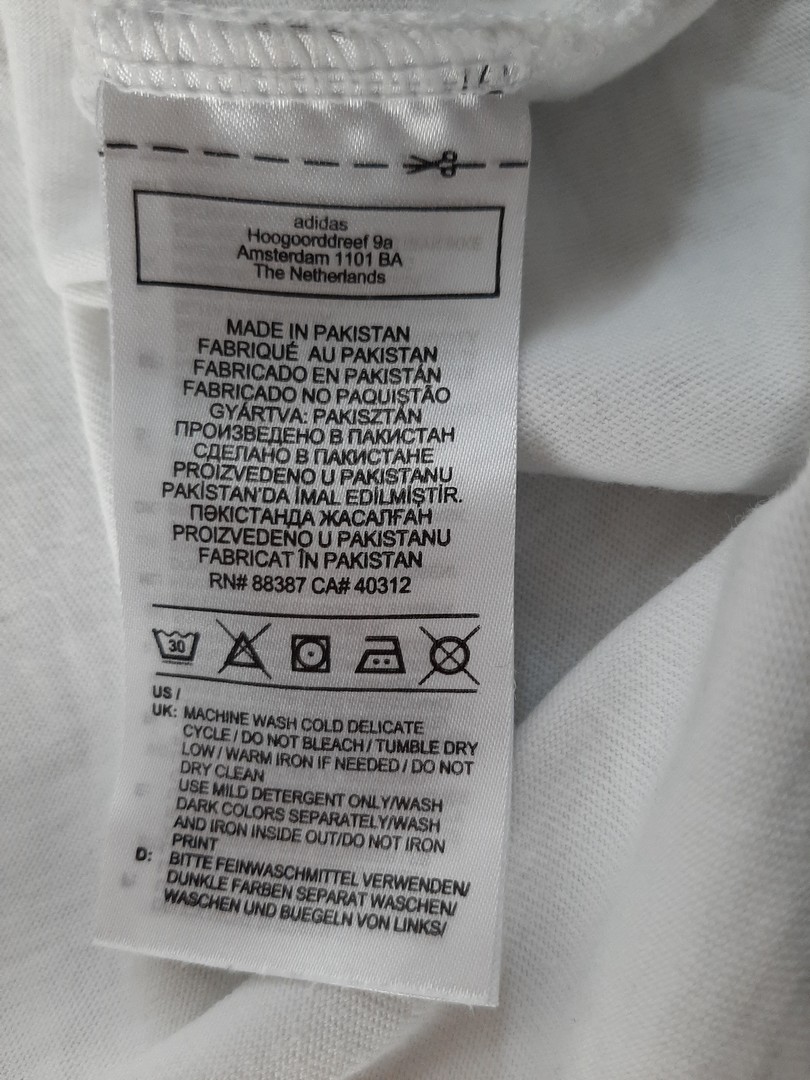 adidas
Hoogoorddreef 9a
Amsterdam 1101 BA
The Netherlands
MADE IN PAKISTAN
FABRIQUÉ AU PAKISTAN
FABRICADO EN PAKISTÁN
FABRICADO NO PAQUISTÃO
GYÁRTVA: PAKISZTÁN
ПРОИЗВЕДЕНО В ПАКИСТАН
СДЕЛАНО В ПАКИСТАНЕ
PROIZVEDENO U PAKISTANU
PAKİSTAN'DA İMAL EDİLMİŞTİR.
ПӘКІСТАНДА ЖАСАЛҒАН
PROIZVEDENO U PAKISTANU
FABRICAT ÎN PAKISTAN
RN# 88387 CA# 40312
30
US /
UK: MACHINE WASH COLD DELICATE
CYCLE / DO NOT BLEACH / TUMBLE DRY
LOW / WARM IRON IF NEEDED / DO NOT
DRY CLEAN
USE MILD DETERGENT ONLY/WASH
DARK COLORS SEPARATELY/WASH
AND IRON INSIDE OUT/DO NOT IRON
PRINT
D: BITTE FEINWASCHMITTEL VERWENDEN/
DUNKLE FARBEN SEPARAT WASCHEN/
WASCHEN UND BUEGELN VON LINKS/